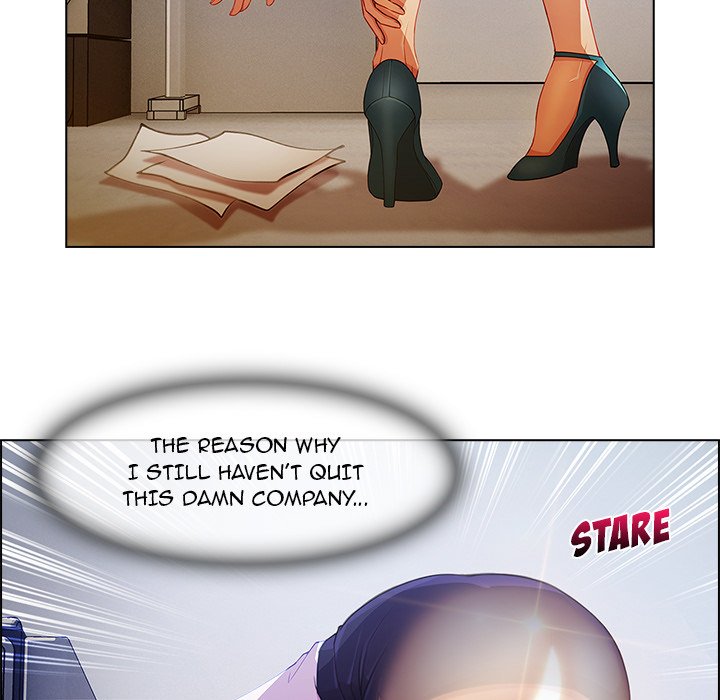 THE REASON WHY
I STILL HAVEN'T QUIT
THIS DAMN COMPANY...
STARE